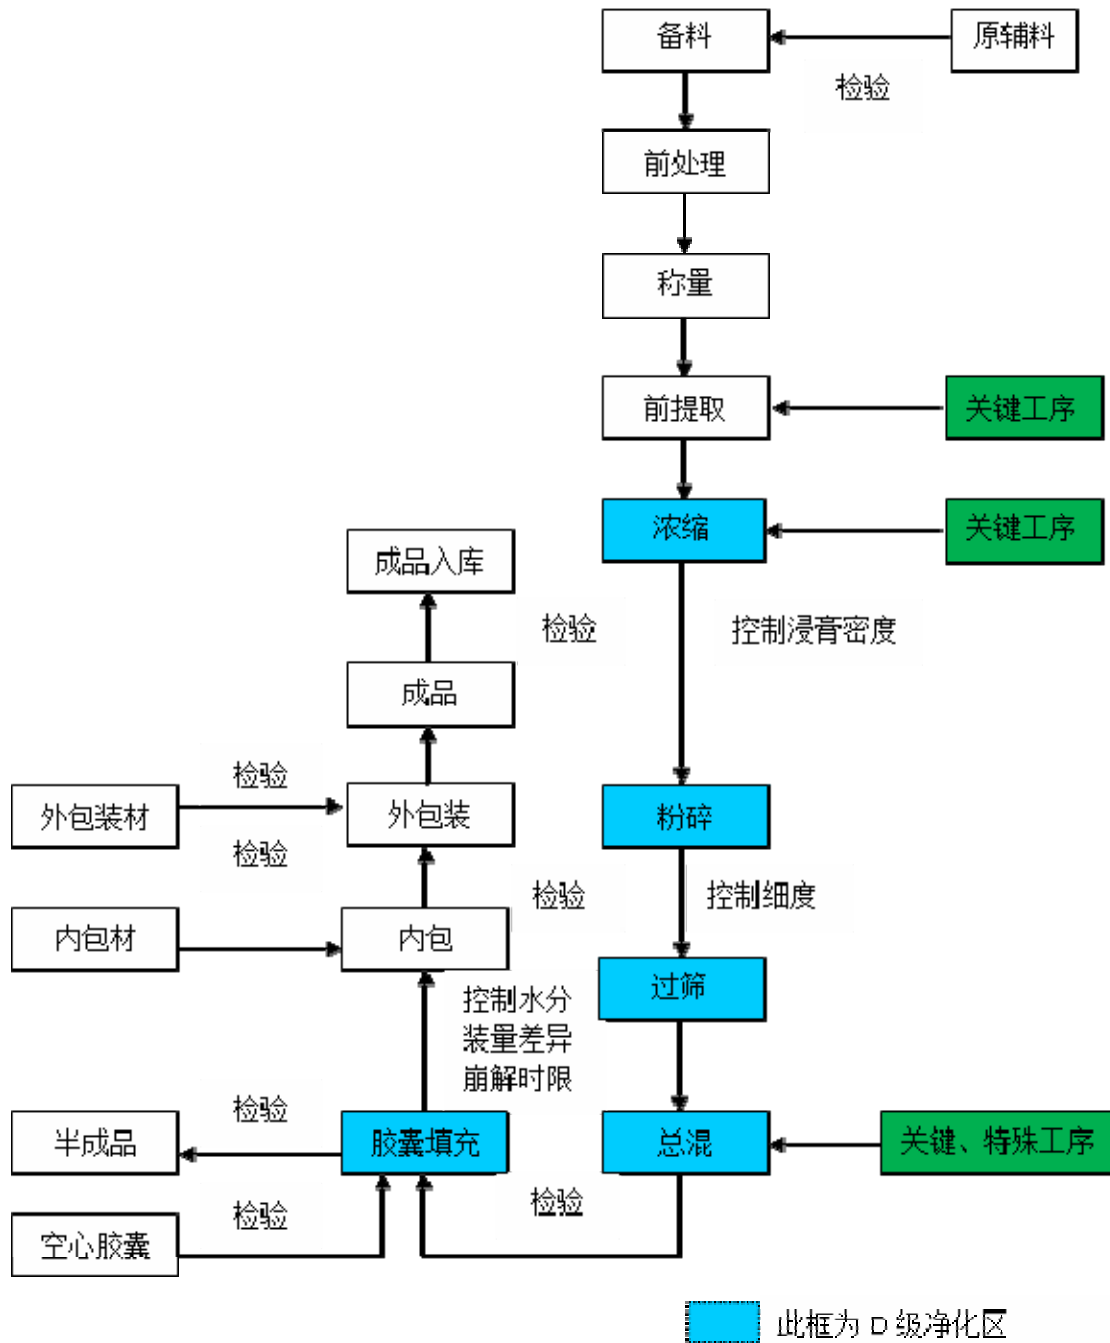 备料
原辅料
检验
前处理
称量
前提取
关键工序
浓缩
关键工序
成品入库
检验
控制浸膏密度
成品
检验
外包装材
外包装
粉碎
检验
检验
控制细度
内包材
内包
过筛
控制水分
装量差异
崩解时限
检验
半成品
胶囊填充
总混
关键、特殊工序
检验
检验
空心胶囊
此框为 D 级净化区